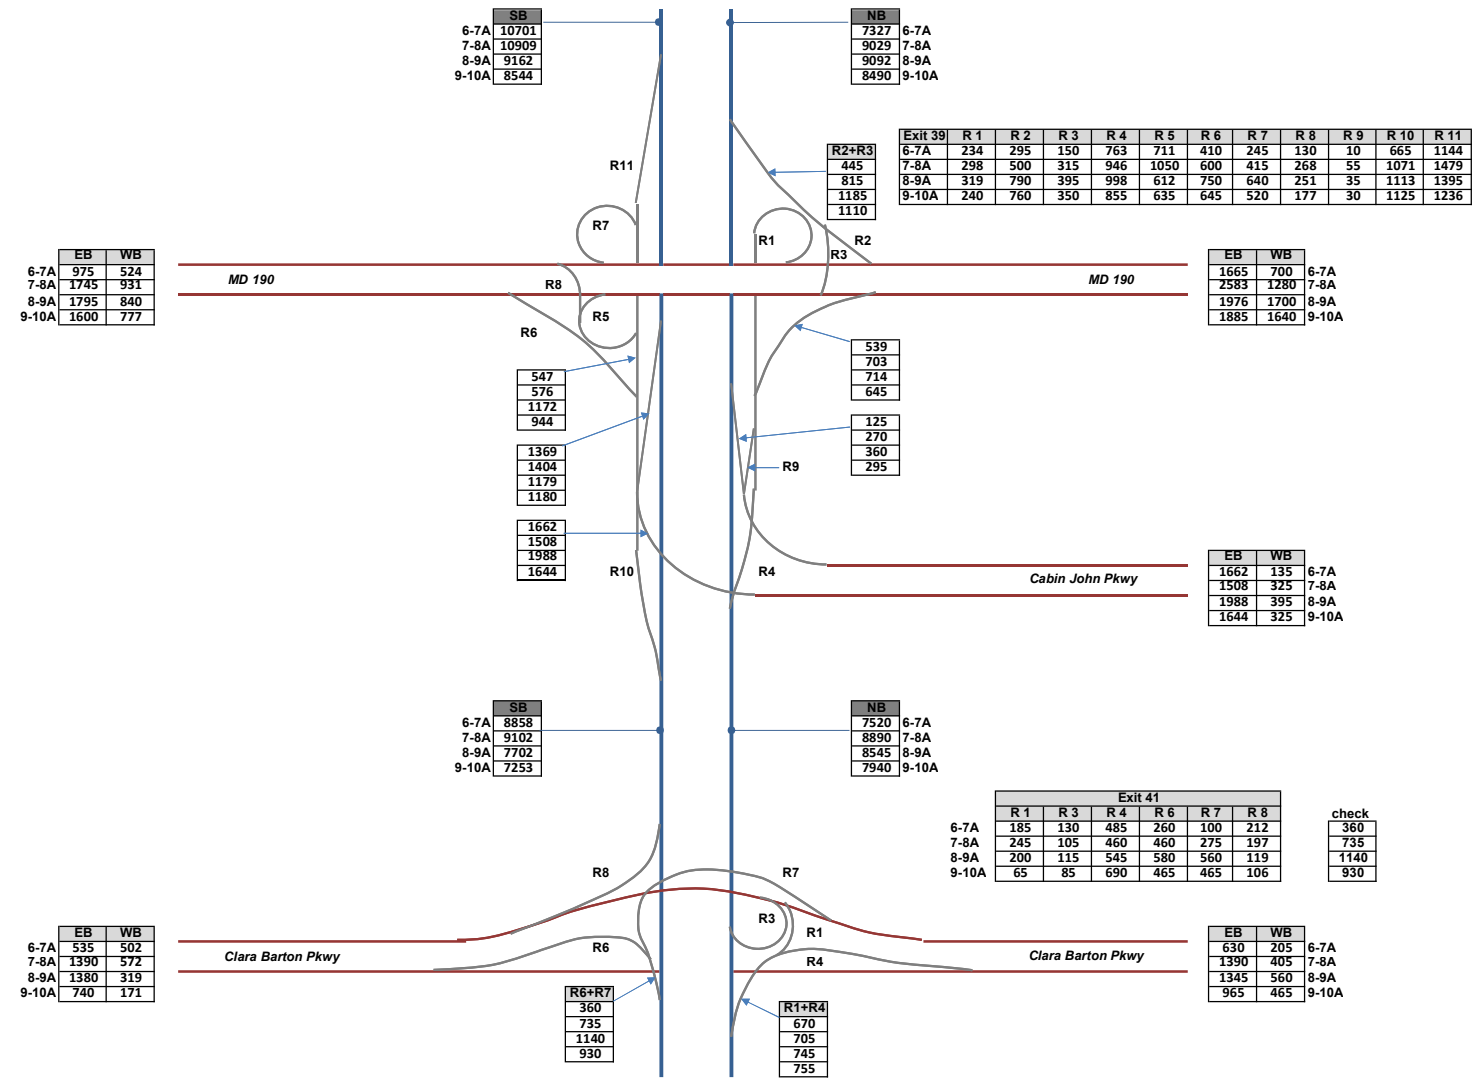 SB
6-7A 10701
7-8A 10909
8-9A 9162
9-10A 8544
NB
7327 6-7A
9029 7-8A
9092 8-9A
8490 9-10A
Exit 39 R 1 R 2 R 3 R 4 R 5 R 6 R 7 R 8 R 9 R 10 R 11
6-7A 234 295 150 763 711 410 245 130 10 665 1144
7-8A 298 500 315 946 1050 600 415 268 55 1071 1479
8-9A 319 790 395 998 612 750 640 251 35 1113 1395
9-10A 240 760 350 855 635 645 520 177 30 1125 1236
R2+R3
445
815
1185
1110
R11
R7
R1
R2
R3
EB WB
6-7A 975 524
7-8A 1745 931
8-9A 1795 840
9-10A 1600 777
MD 190
MD 190
EB WB
1665 700 6-7A
2583 1280 7-8A
1976 1700 8-9A
1885 1640 9-10A
R8
R5
R6
539
703
714
645
547
576
1172
944
125
270
360
295
1369
1404
1179
1180
R9
1662
1508
1988
1644
R10
R4
Cabin John Pkwy
EB WB
1662 135 6-7A
1508 325 7-8A
1988 395 8-9A
1644 325 9-10A
SB
6-7A 8858
7-8A 9102
8-9A 7702
9-10A 7253
NB
7520 6-7A
8890 7-8A
8545 8-9A
7940 9-10A
Exit 41
R 1 R 3 R 4 R 6 R 7 R 8
6-7A 185 130 485 260 100 212
7-8A 245 105 460 460 275 197
8-9A 200 115 545 580 560 119
9-10A 65 85 690 465 465 106
check
360
735
1140
930
R8
R7
R3
R1
R6
R4
EB WB
6-7A 535 502
7-8A 1390 572
8-9A 1380 319
9-10A 740 171
Clara Barton Pkwy
Clara Barton Pkwy
EB WB
630 205 6-7A
1390 405 7-8A
1345 560 8-9A
965 465 9-10A
R6+R7
360
735
1140
930
R1+R4
670
705
745
755